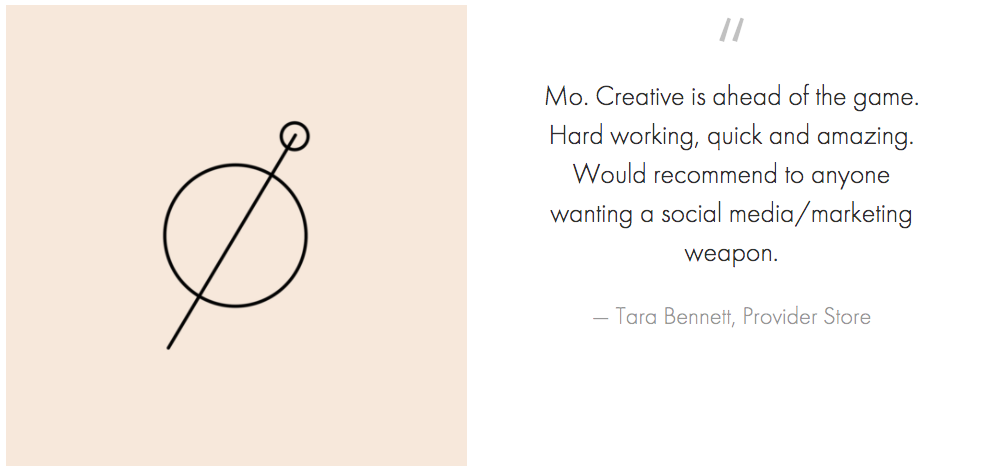 "
Mo. Creative is ahead of the game.
Hard working, quick and amazing.
Would recommend to anyone
wanting a social media/marketing
weapon.
— Tara Bennett, Provider Store